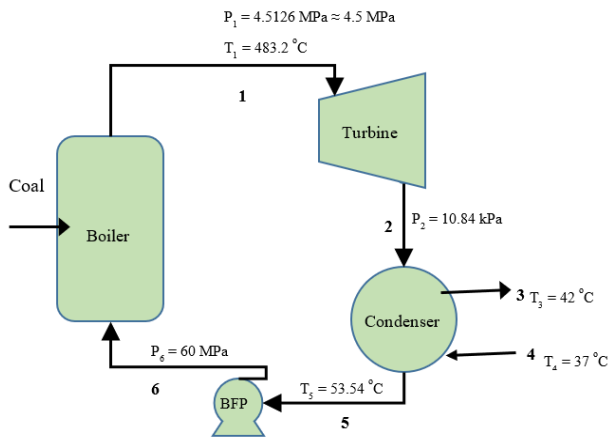 P₁ = 4.5126 MPa ≈ 4.5 MPa
T₁ = 483.2 °C
1
Turbine
Coal
Boiler
2
P₂ = 10.84 kPa
3 T₃ = 42 °C
Condenser
4 T₄ = 37 °C
P₆ = 60 MPa
6
BFP
T₅ = 53.54 °C
5